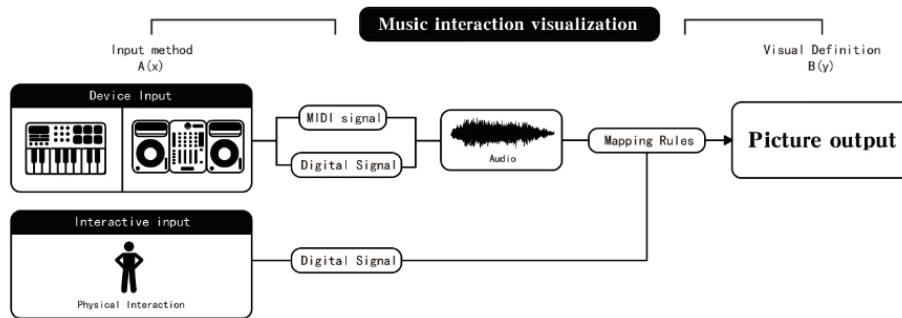 Music interaction visualization
Input method
A(x)
Visual Definition
B(y)
Device Input
MIDI signal
Digital Signal
Audio
Mapping Rules
Picture output
Interactive input
Digital Signal
Physical Interaction